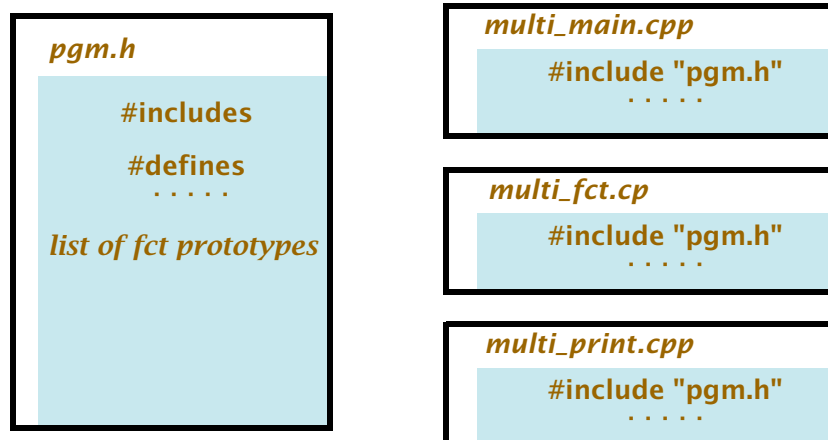 pgm.h
#includes
#defines
. . . . .
list of fct prototypes
multi_main.cpp
#include "pgm.h"
. . . . .
multi_fct.cp
#include "pgm.h"
. . . . .
multi_print.cpp
#include "pgm.h"
. . . . .